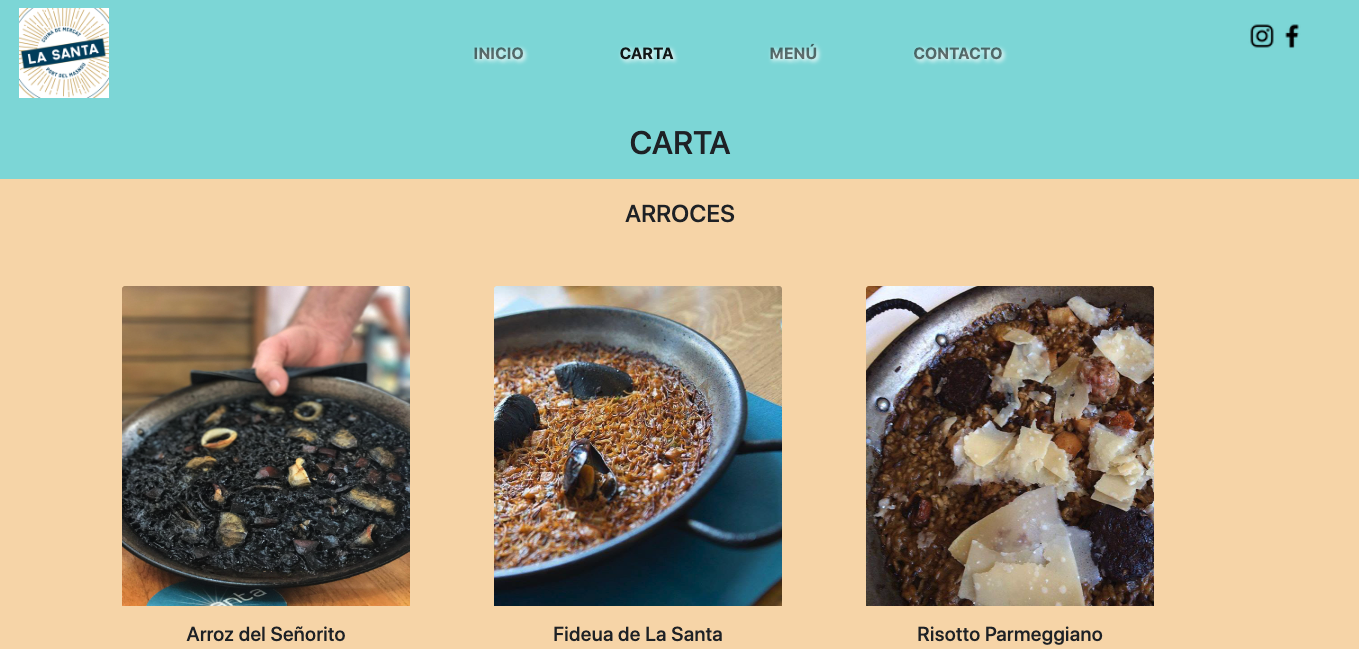 CUINA DE MERCAT
LA SANTA
PORT DEL MASNOU
INICIO
CARTA
MENÚ
CONTACTO
CARTA
ARROCES
anta
Arroz del Señorito
Fideua de La Santa
Risotto Parmeggiano